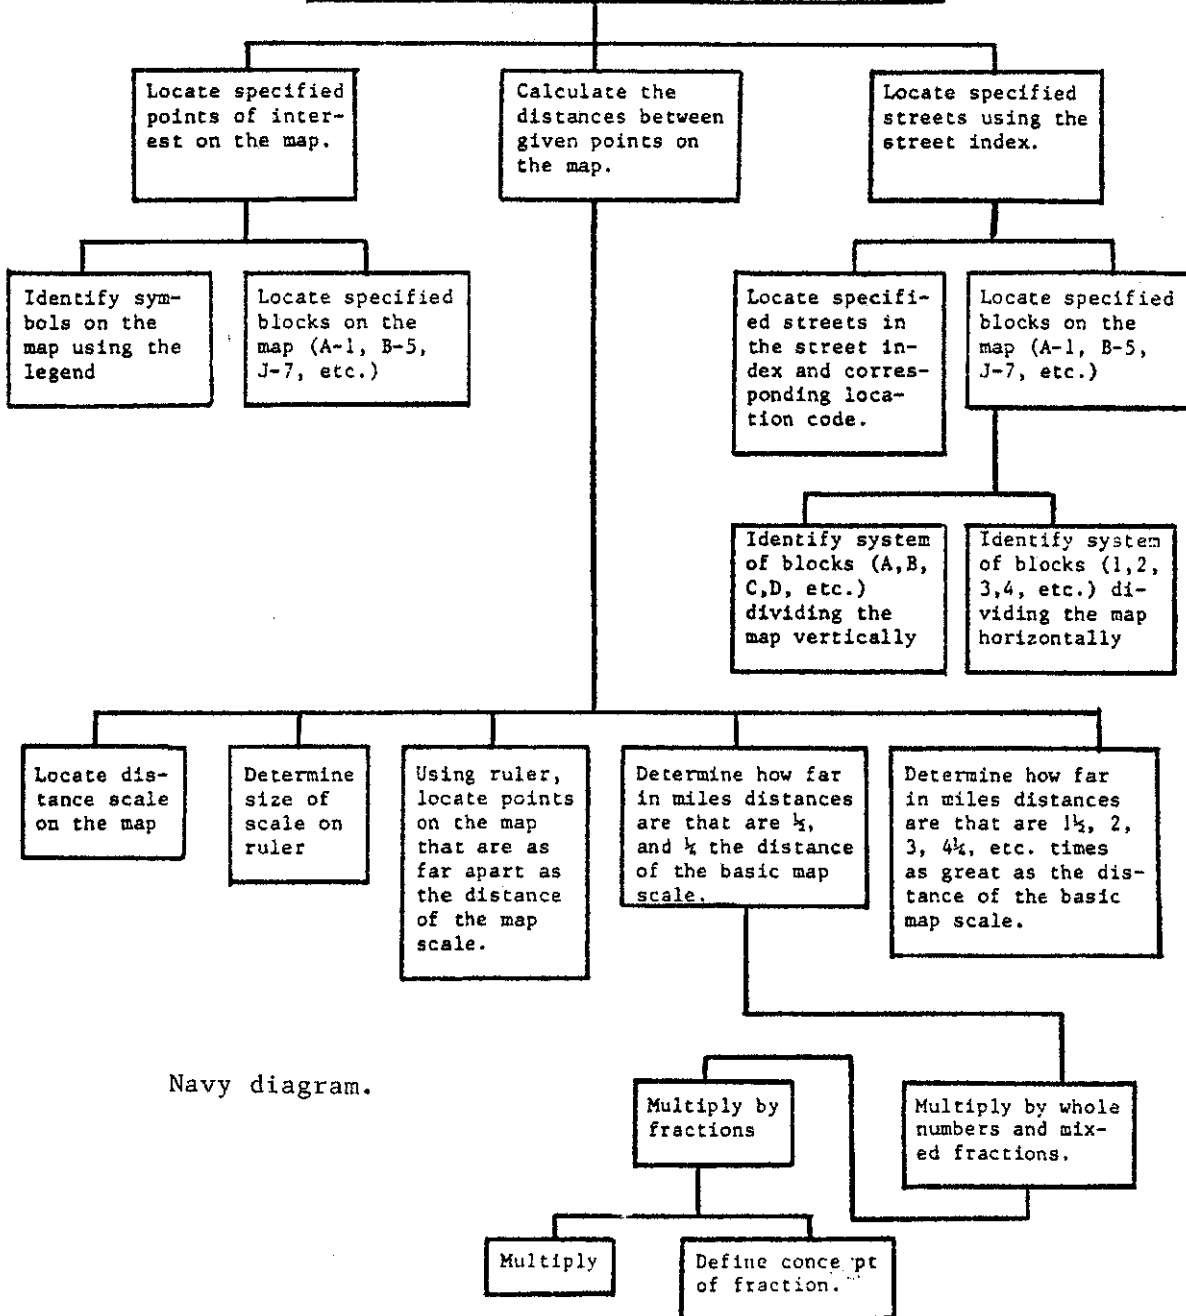 Locate specified
points of inter-
est on the map.
Calculate the
distances between
given points on
the map.
Locate specified
streets using the
street index.
Identify sym-
bols on the
map using the
legend
Locate specified
blocks on the
map (A-1, B-5,
J-7, etc.)
Locate specifi-
ed streets in
the street in-
dex and corres-
ponding loca-
tion code.
Locate specified
blocks on the
map (A-1, B-5,
J-7, etc.)
Identify system
of blocks (A,B,
C,D, etc.)
dividing the
map vertically
Identify system
of blocks (1,2,
3,4, etc.) di-
viding the map
horizontally
Locate dis-
tance scale
on the map
Determine
size of
scale on
ruler
Using ruler,
locate points
on the map
that are as
far apart as
the distance
of the map
scale.
Determine how far
in miles distances
are that are ½,
and ¼ the distance
of the basic map
scale.
Determine how far
in miles distances
are that are 1½, 2,
3, 4¼, etc. times
as great as the dis-
tance of the basic
map scale.
Navy diagram.
Multiply by
fractions
Multiply by whole
numbers and mix-
ed fractions.
Multiply
Define concept
of fraction.